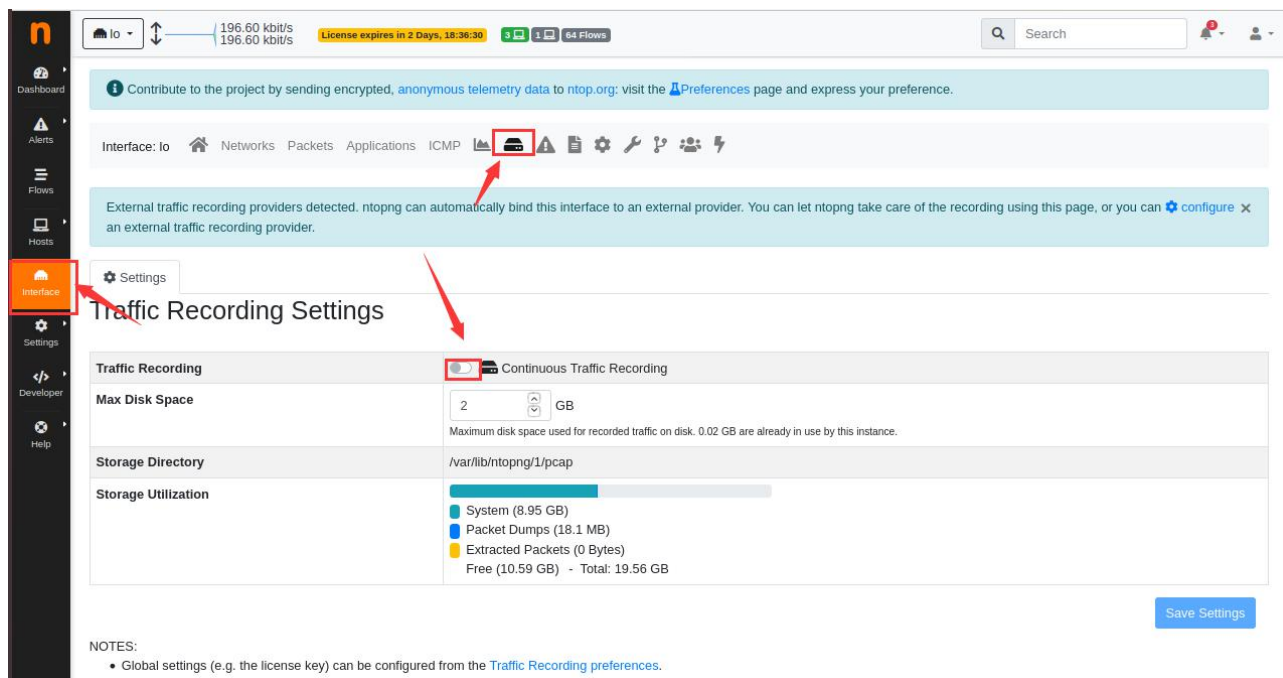 n
lo
196.60 kbit/s
196.60 kbit/s
License expires in 2 Days, 18:36:30
3
1
64 Flows
Search
3
Dashboard
Alerts
Flows
Hosts
Interface
Settings
Developer
Help
Contribute to the project by sending encrypted, anonymous telemetry data to ntop.org: visit the Preferences page and express your preference.
Interface: lo Networks Packets Applications ICMP
External traffic recording providers detected. ntopng can automatically bind this interface to an external provider. You can let ntopng take care of the recording using this page, or you can configure
an external traffic recording provider.
Settings
Traffic Recording Settings
Traffic Recording
Continuous Traffic Recording
Max Disk Space
2 GB
Maximum disk space used for recorded traffic on disk. 0.02 GB are already in use by this instance.
Storage Directory
/var/lib/ntopng/1/pcap
Storage Utilization
System (8.95 GB)
Packet Dumps (18.1 MB)
Extracted Packets (0 Bytes)
Free (10.59 GB) - Total: 19.56 GB
Save Settings
NOTES:
• Global settings (e.g. the license key) can be configured from the Traffic Recording preferences.